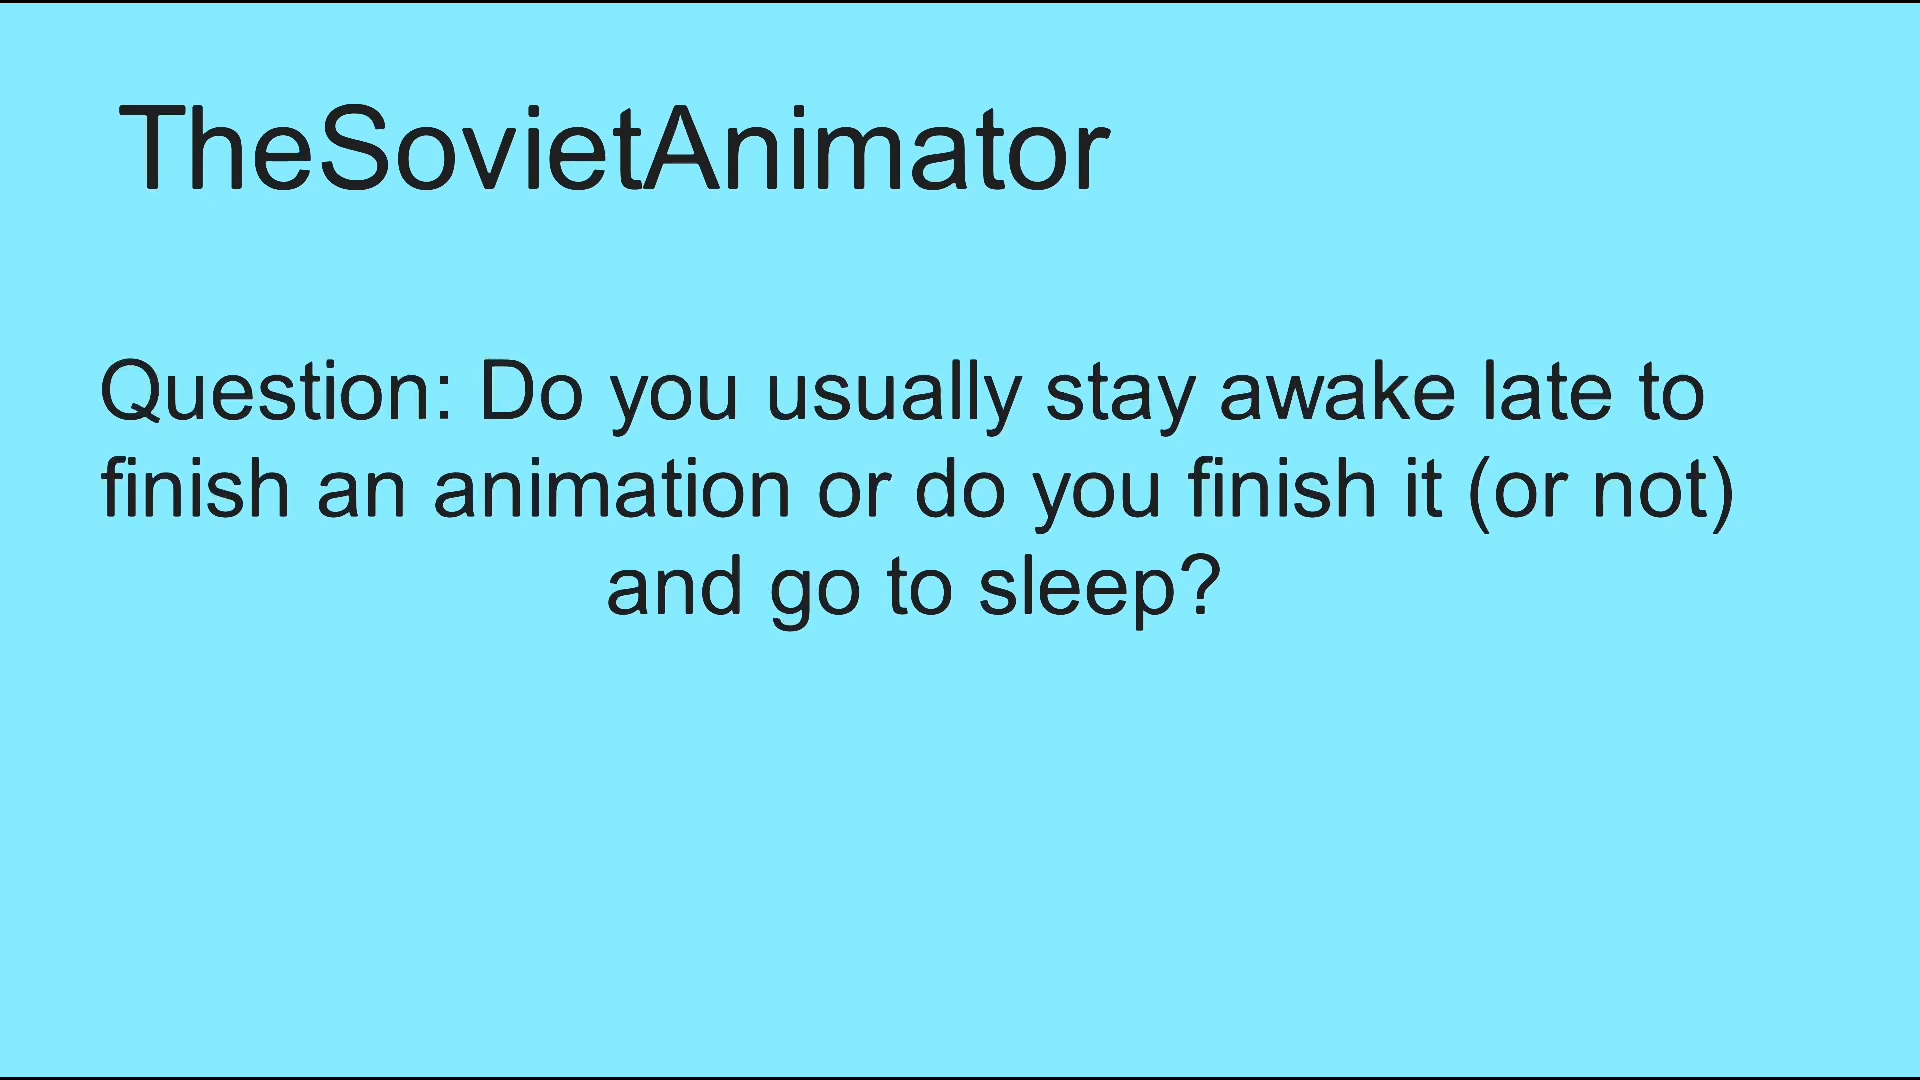 TheSovietAnimator
Question: Do you usually stay awake late to
finish an animation or do you finish it (or not)
and go to sleep?